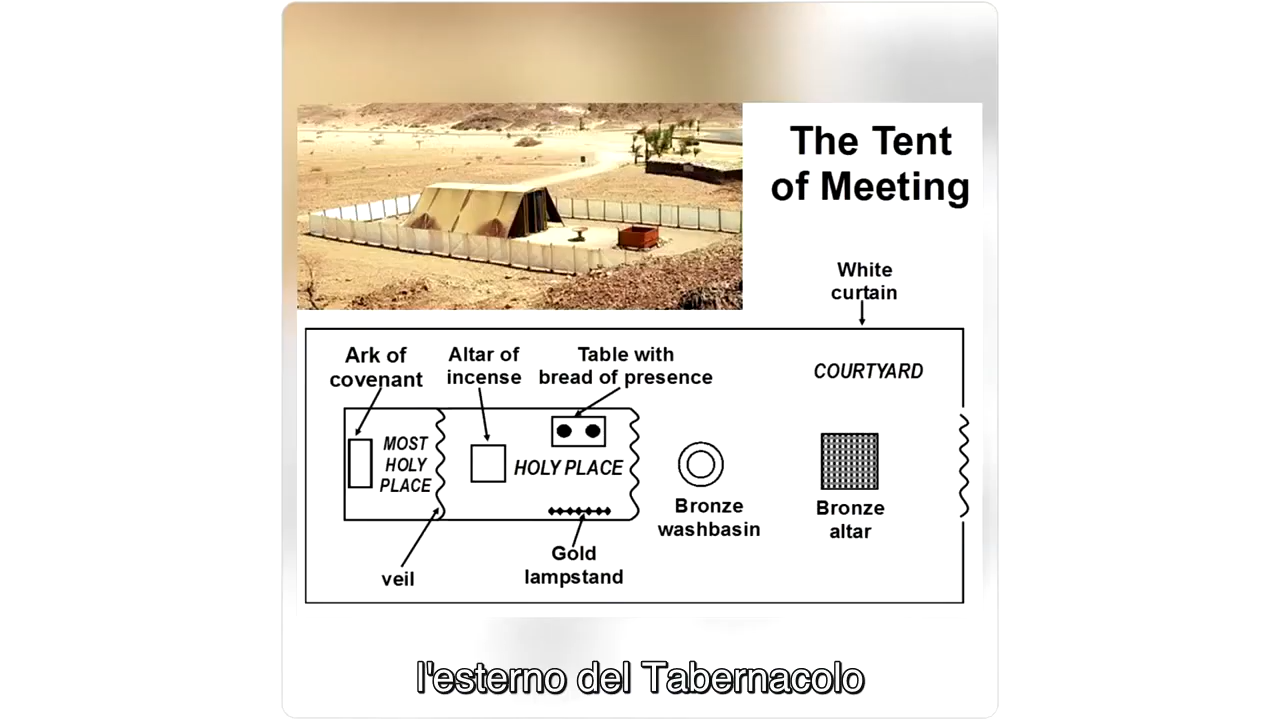 The Tent
of Meeting
White
curtain
Ark of
covenant
Altar of
incense
Table with
bread of presence
COURTYARD
MOST
HOLY
PLACE
HOLY PLACE
Bronze
washbasin
Bronze
altar
Gold
lampstand
veil
l'esterno del Tabernacolo